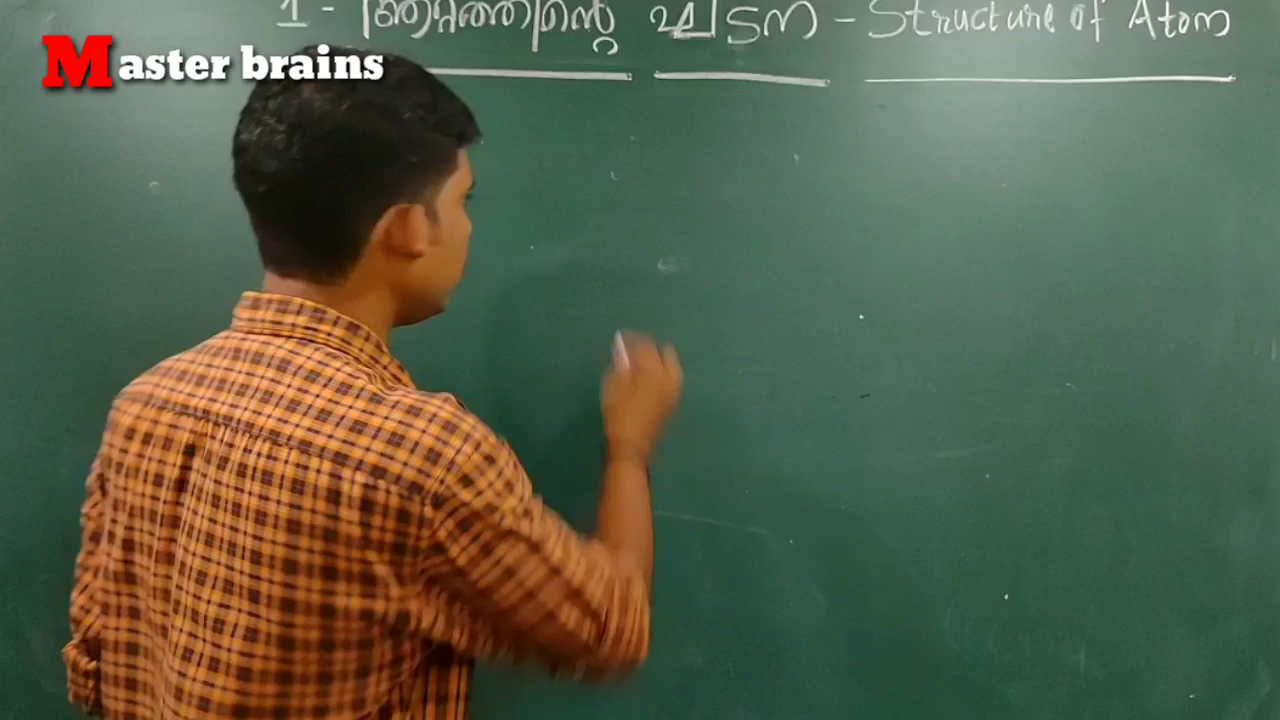 1 - ആറ്റത്തിന്റെ ഘടന - Structure of Atom
Master brains